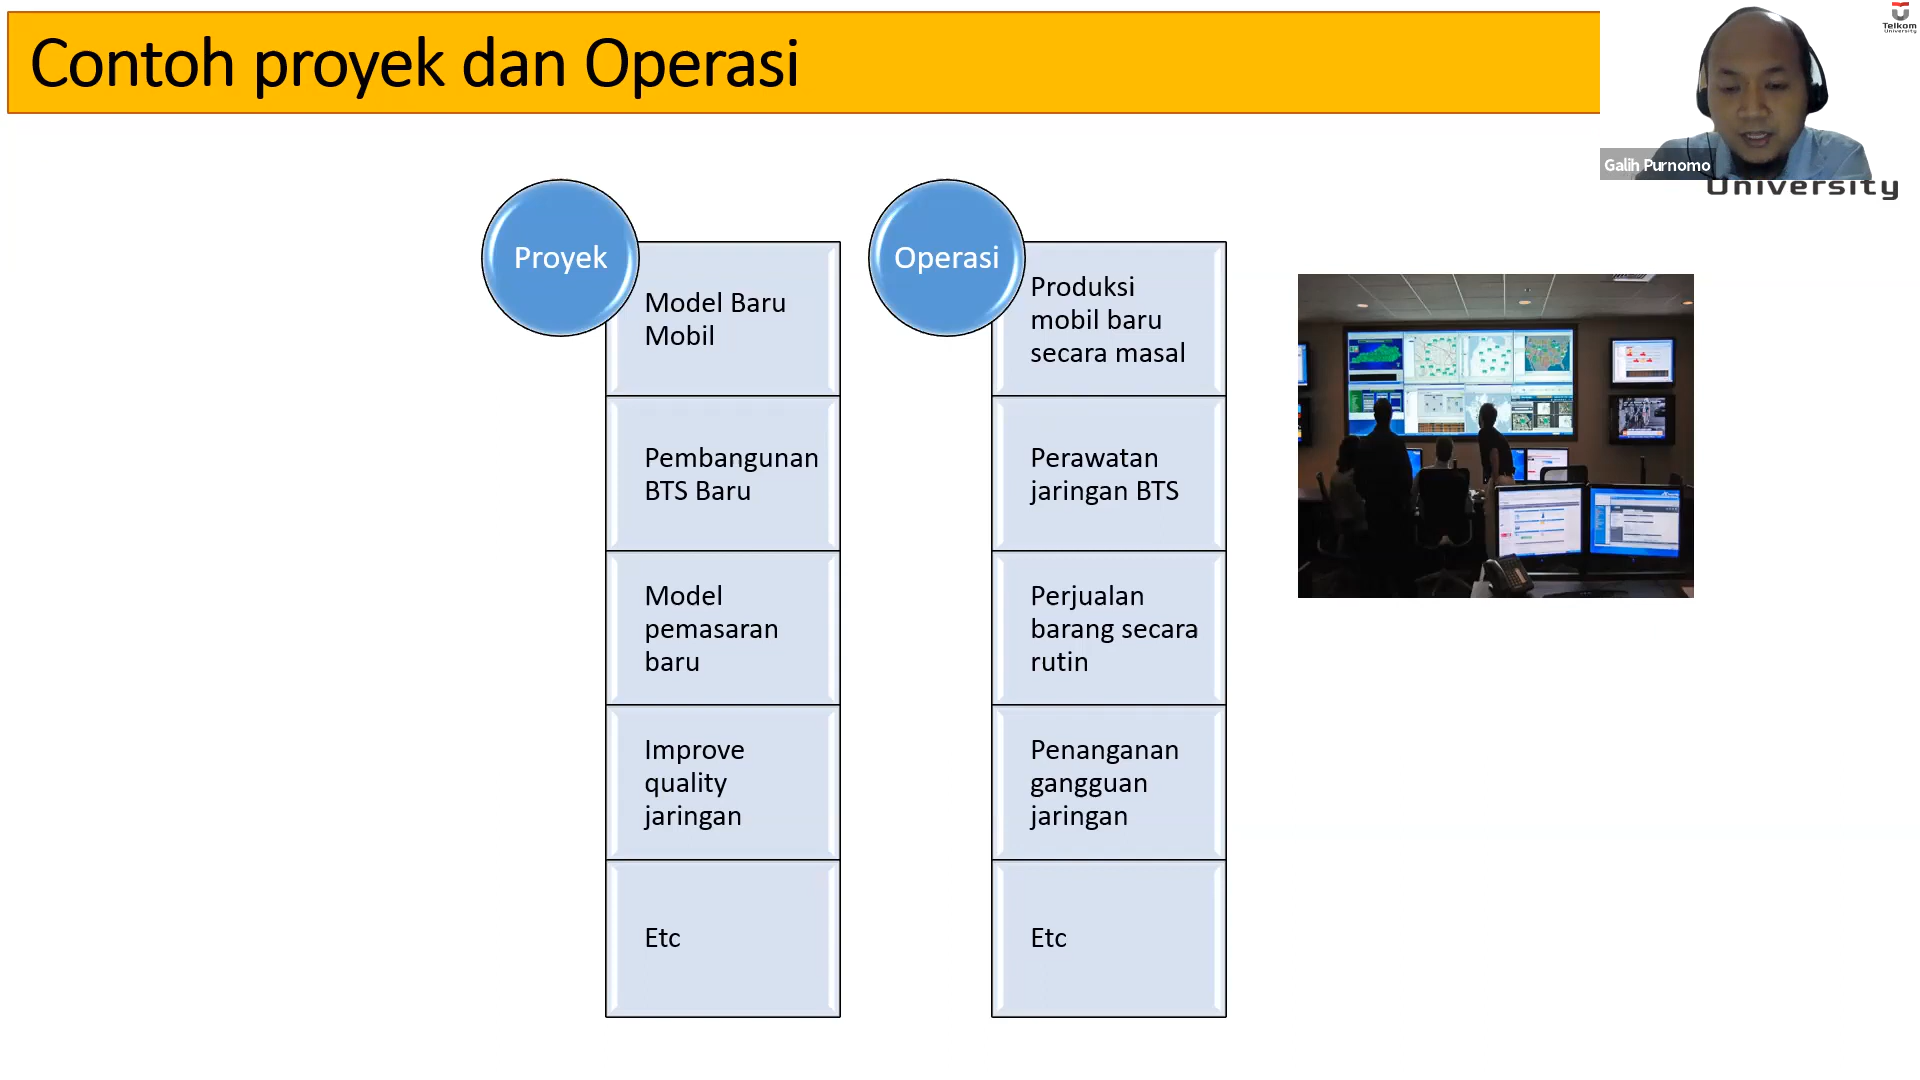 Contoh proyek dan Operasi
Telkom
University
Galih Purnomo
University
Proyek
Model Baru
Mobil
Pembangunan
BTS Baru
Model
pemasaran
baru
Improve
quality
jaringan
Etc
Operasi
Produksi
mobil baru
secara masal
Perawatan
jaringan BTS
Perjualan
barang secara
rutin
Penanganan
gangguan
jaringan
Etc